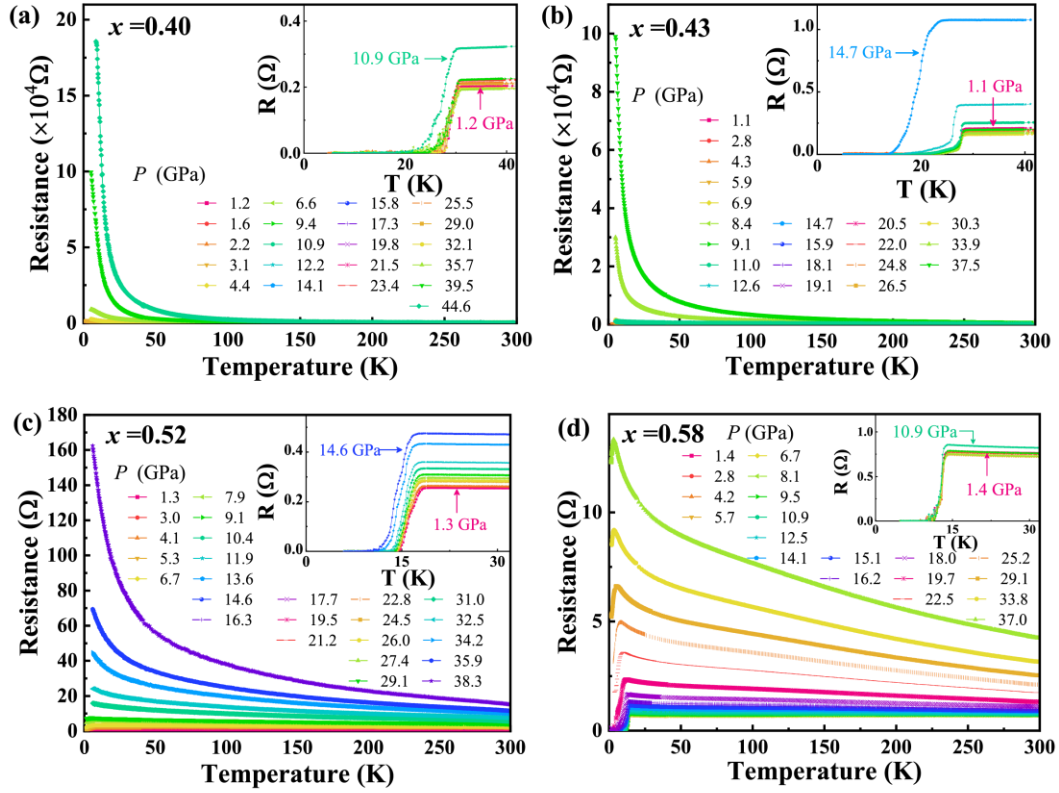 (a)
x =0.40
Resistance (×10⁴Ω)
20
15
10
5
0
0 50 100 150 200 250 300
Temperature (K)
R (Ω)
0.4
0.2
0.0
0 20 40
T (K)
10.9 GPa
1.2 GPa
P (GPa)
1.2 6.6 15.8 25.5
1.6 9.4 17.3 29.0
2.2 10.9 19.8 32.1
3.1 12.2 21.5 35.7
4.4 14.1 23.4 39.5
44.6
(b)
x =0.43
Resistance (×10⁴Ω)
10
8
6
4
2
0
0 50 100 150 200 250 300
Temperature (K)
R (Ω)
1.0
0.5
0.0
0 20 40
T (K)
14.7 GPa
1.1 GPa
P (GPa)
1.1
2.8
4.3
5.9
6.9
8.4 14.7 20.5 30.3
9.1 15.9 22.0 33.9
11.0 18.1 24.8 37.5
12.6 19.1 26.5
(c)
x =0.52
Resistance (Ω)
180
160
140
120
100
80
60
40
20
0
0 50 100 150 200 250 300
Temperature (K)
R (Ω)
0.4
0.2
0.0
0 15 30
T (K)
14.6 GPa
1.3 GPa
P (GPa)
1.3 7.9
3.0 9.1
4.1 10.4
5.3 11.9
6.7 13.6
14.6 17.7 22.8 31.0
16.3 19.5 24.5 32.5
21.2 26.0 34.2
27.4 35.9
29.1 38.3
(d)
x=0.58
Resistance (Ω)
10
5
0
0 50 100 150 200 250 300
Temperature (K)
R (Ω)
1.0
0.5
0.0
0 15 30
T (K)
10.9 GPa
1.4 GPa
P (GPa)
1.4 6.7
2.8 8.1
4.2 9.5
5.7 10.9
12.5
14.1 15.1 18.0 25.2
16.2 19.7 29.1
22.5 33.8
37.0